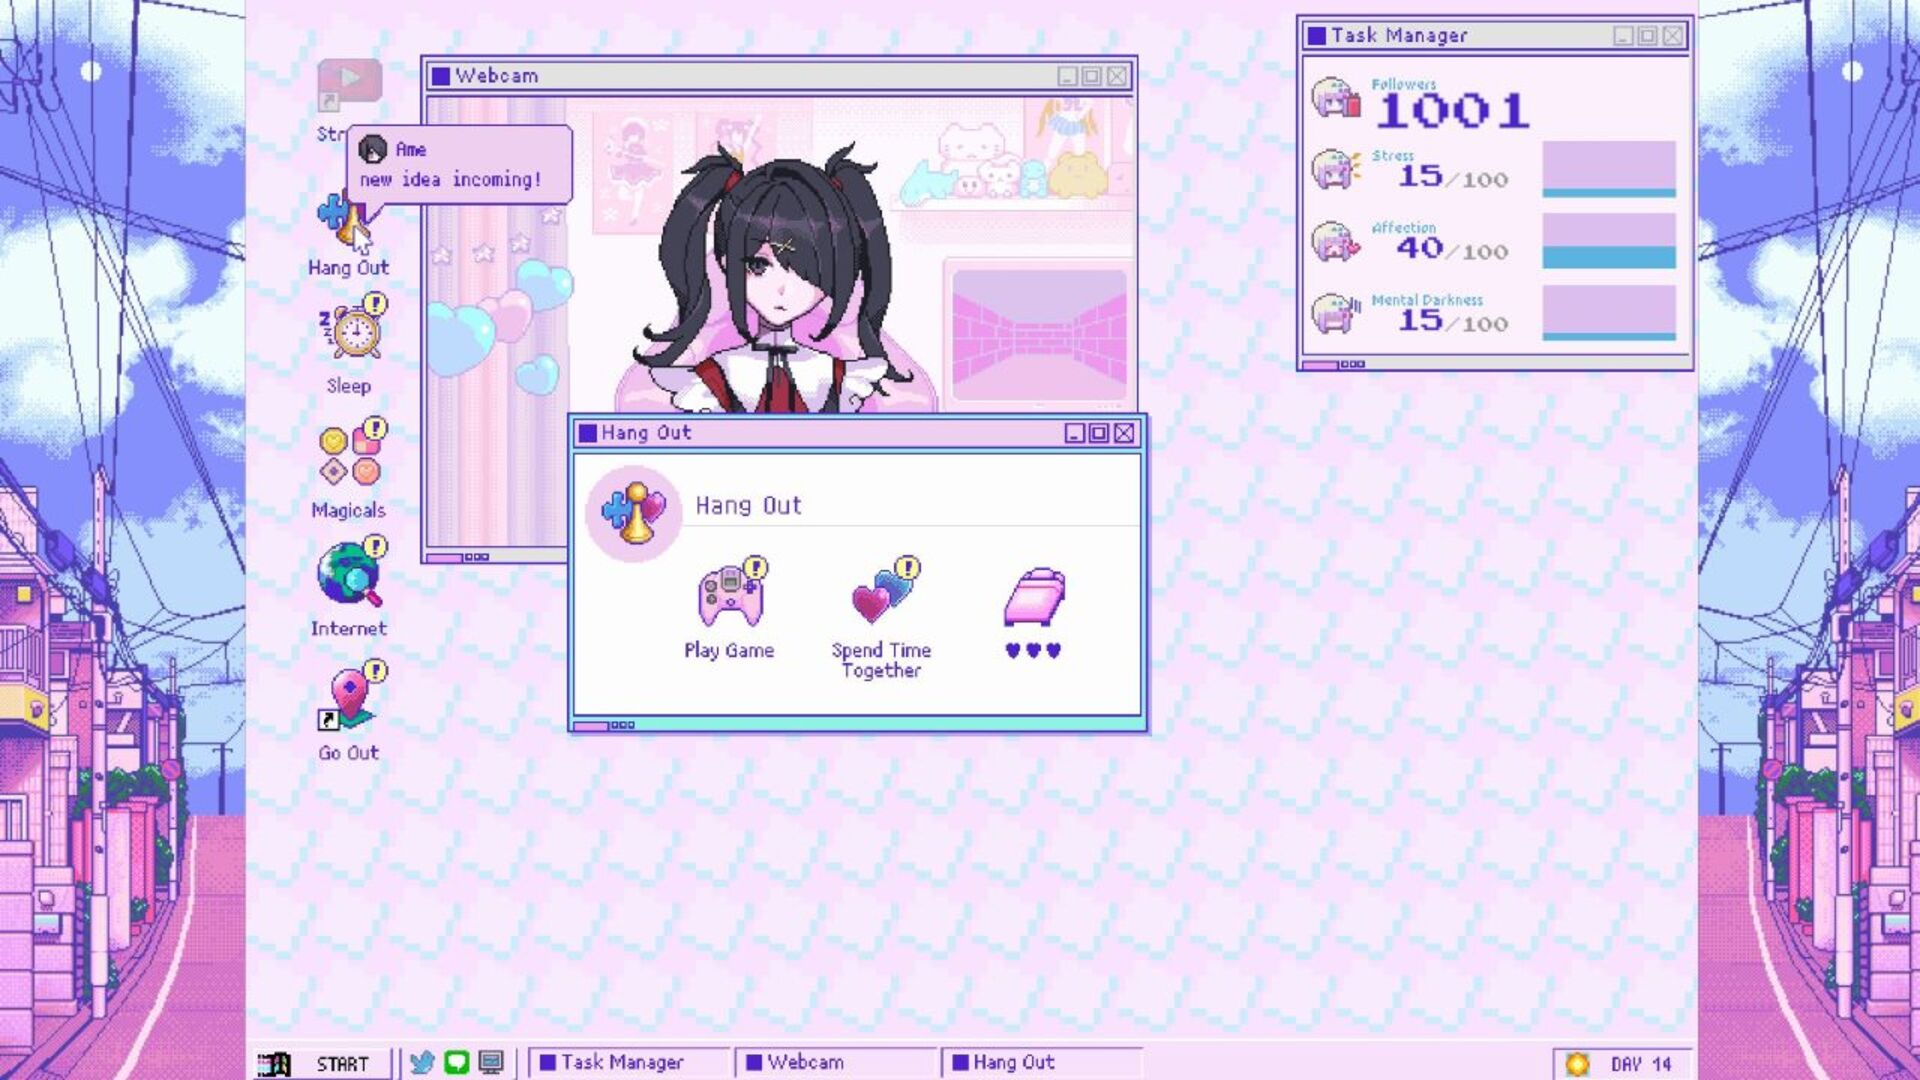 Webcam
Str
Ame
new idea incoming!
Hang Out
Sleep
Magicals
Internet
Go Out
Hang Out
Hang Out
Play Game
Spend Time
Together
♥♥♥
Task Manager
Followers
1001
Stress
15/100
Affection
40/100
Mental Darkness
15/100
START
Task Manager
Webcam
Hang Out
DAY 14